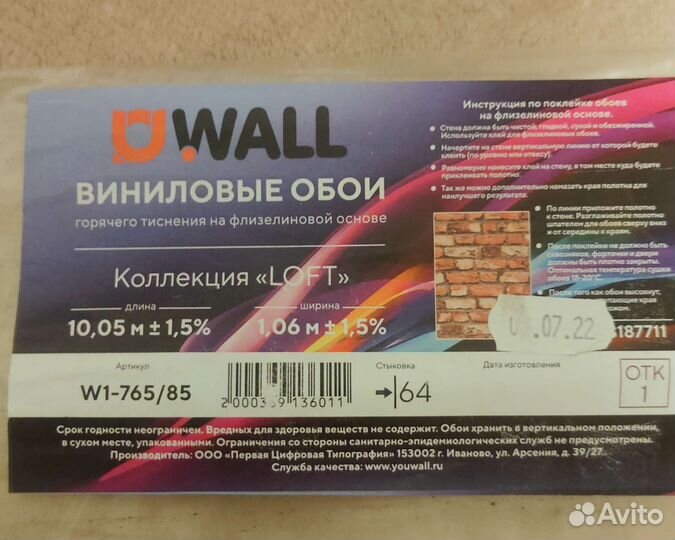 UWALL
ВИНИЛОВЫЕ ОБОИ
горячего тиснения на флизелиновой основе
Коллекция «LOFT»
длина
10,05 м ± 1,5%
ширина
1,06 м ± 1,5%
Инструкция по поклейке обоев
на флизелиновой основе.
• Стена должна быть чистой, гладкой, сухой и обезжиренной.
Используйте клей для флизелиновых обоев.
• Начертите на стене вертикальную линию от которой будете
клеить (по уровню или отвесу).
• Равномерно нанесите клей на стену, в том месте куда будете
приклеивать полотно.
• Так же можно дополнительно намазать края полотна для
наилучшего результата.
• По линии приложите полотно
к стене. Разглаживайте полотно
шпателем для обоев сверху вниз
и от середины к краям.
• После поклейки не должно быть
сквозняков, форточки и двери
должны быть плотно закрыты.
Оптимальная температура сушки
обоев 18-20°С.
• После того как обои высохнут,
края
ножом.
.07.22
187711
Артикул
W1-765/85
2 000339 136011
Стыковка
64
Дата изготовления
ОТК
1
Срок годности неограничен. Вредных для здоровья веществ не содержит. Обои хранить в вертикальном положении,
в сухом месте, упакованными. Ограничения со стороны санитарно-эпидемиологических служб не предусмотрены.
Производитель: ООО «Первая Цифровая Типография» 153002 г. Иваново, ул. Арсения, д. 39/27.
Служба качества: www.youwall.ru
Avito